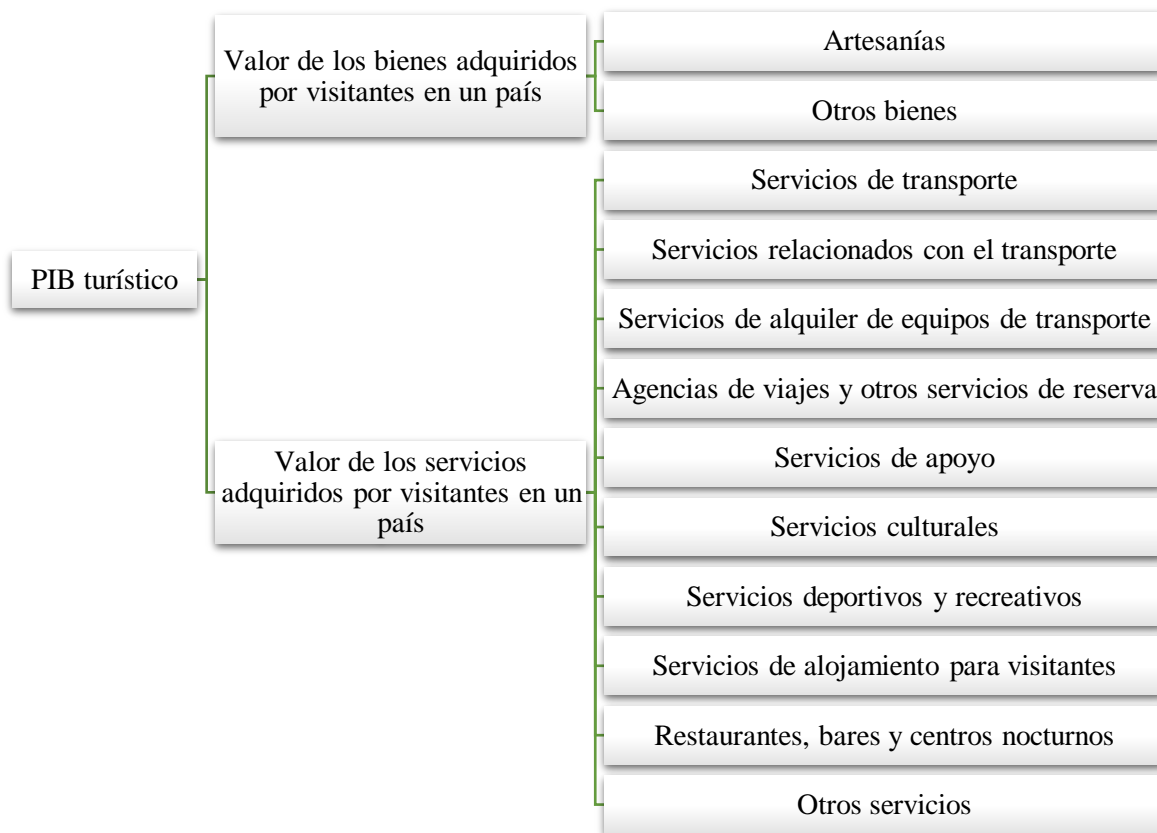 PIB turístico
Valor de los bienes adquiridos
por visitantes en un país
Artesanías
Otros bienes
Valor de los servicios
adquiridos por visitantes en un
país
Servicios de transporte
Servicios relacionados con el transporte
Servicios de alquiler de equipos de transporte
Agencias de viajes y otros servicios de reserva
Servicios de apoyo
Servicios culturales
Servicios deportivos y recreativos
Servicios de alojamiento para visitantes
Restaurantes, bares y centros nocturnos
Otros servicios